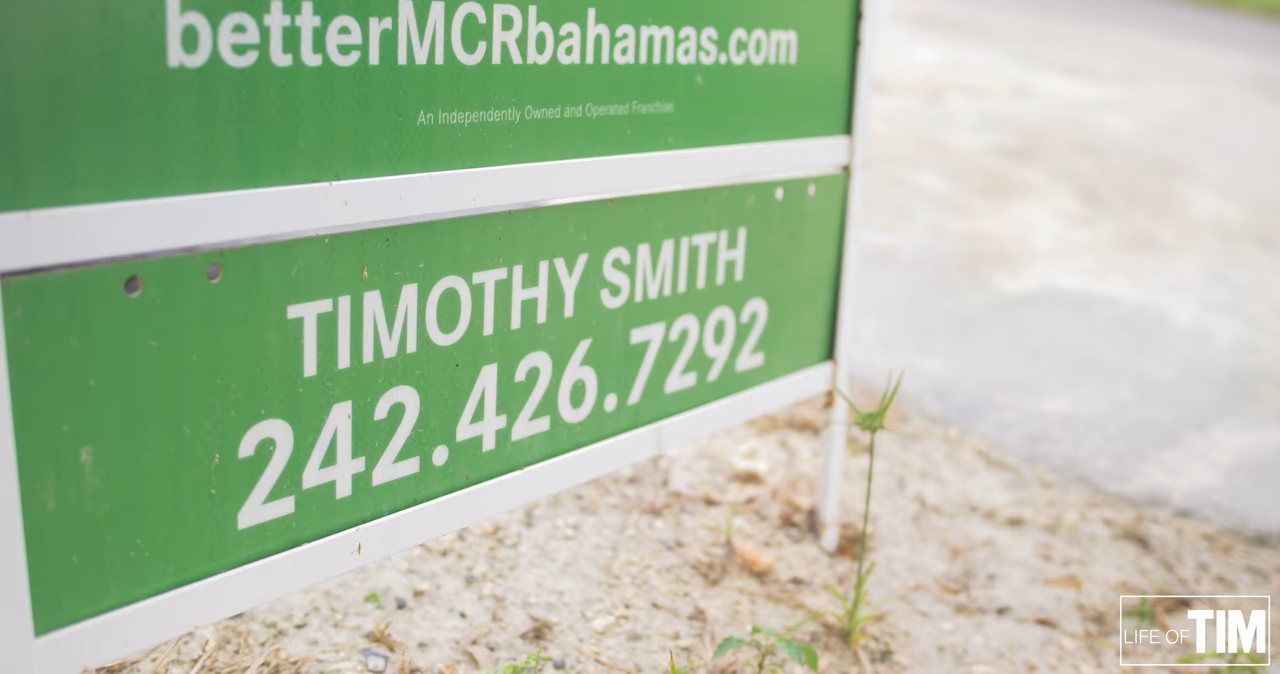 betterMCRbahamas.com
An Independently Owned and Operated Franchise.
TIMOTHY SMITH
242.426.7292
LIFE OF TIM